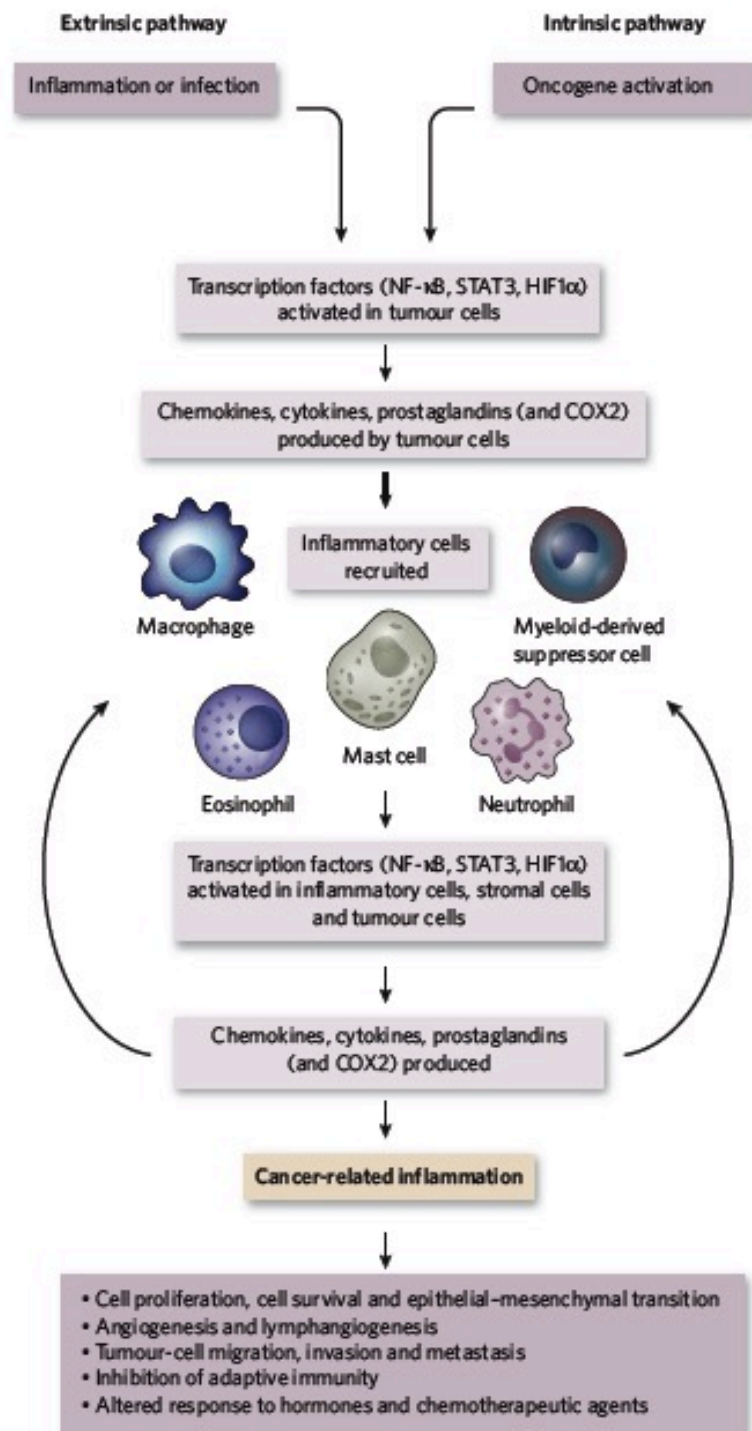 Extrinsic pathway
Intrinsic pathway
Inflammation or infection
Oncogene activation
Transcription factors (NF-κB, STAT3, HIF1α)
activated in tumour cells
Chemokines, cytokines, prostaglandins (and COX2)
produced by tumour cells
Inflammatory cells
recruited
Macrophage
Myeloid-derived
suppressor cell
Mast cell
Eosinophil
Neutrophil
Transcription factors (NF-κB, STAT3, HIF1α)
activated in inflammatory cells, stromal cells
and tumour cells
Chemokines, cytokines, prostaglandins
(and COX2) produced
Cancer-related inflammation
• Cell proliferation, cell survival and epithelial–mesenchymal transition
• Angiogenesis and lymphangiogenesis
• Tumour-cell migration, invasion and metastasis
• Inhibition of adaptive immunity
• Altered response to hormones and chemotherapeutic agents